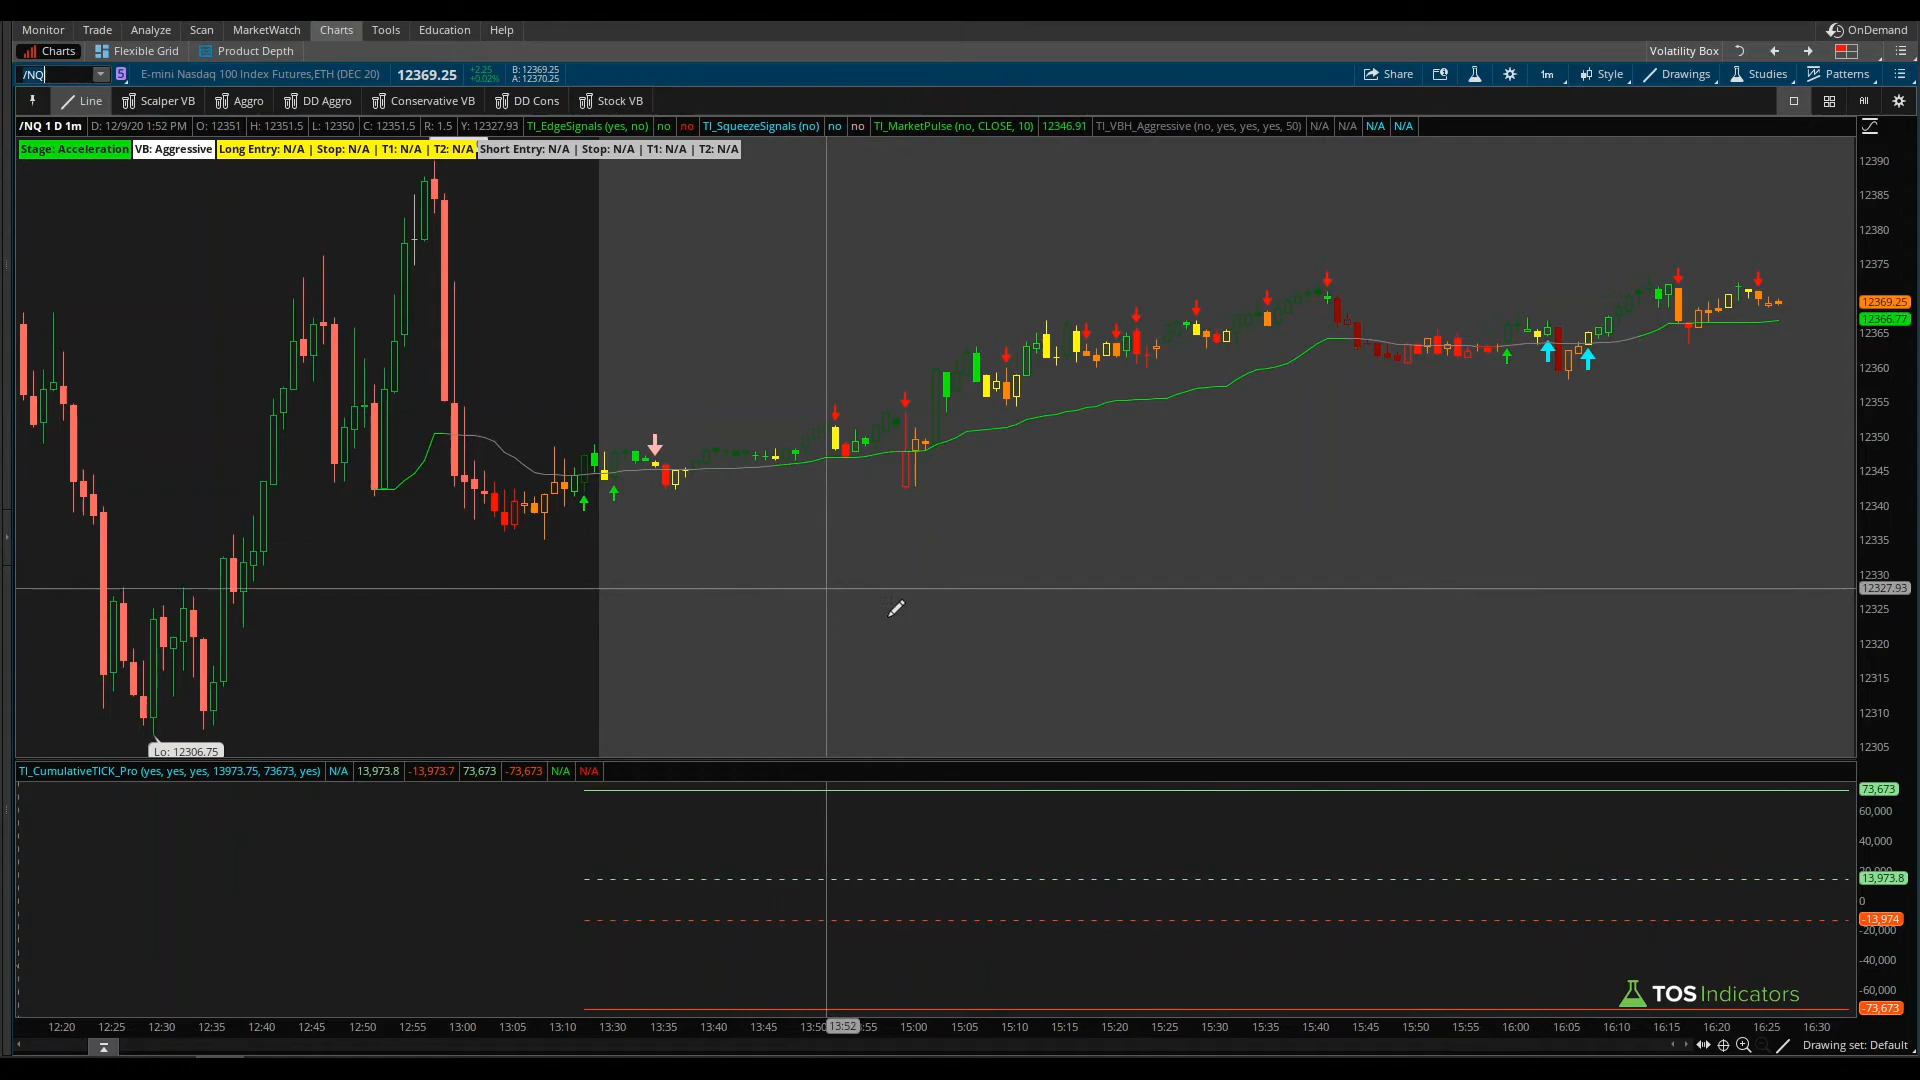 Monitor Trade Analyze Scan MarketWatch Charts Tools Education Help OnDemand
Charts Flexible Grid Product Depth Volatility Box
/NQ 5 E-mini Nasdaq 100 Index Futures,ETH (DEC 20) 12369.25 +2.25 +0.02% B: 12369.25 A: 12370.25 Share 1m Style Drawings Studies Patterns
Line Scalper VB Aggro DD Aggro Conservative VB DD Cons Stock VB All
/NQ 1 D 1m D: 12/9/20 1:52 PM O: 12351 H: 12351.5 L: 12350 C: 12351.5 R: 1.5 Y: 12327.93 TI_EdgeSignals (yes, no) no no TI_SqueezeSignals (no) no no TI_MarketPulse (no, CLOSE, 10) 12346.91 TI_VBH_Aggressive (no, yes, yes, yes, 50) N/A N/A N/A N/A
Stage: Acceleration VB: Aggressive Long Entry: N/A | Stop: N/A | T1: N/A | T2: N/A Short Entry: N/A | Stop: N/A | T1: N/A | T2: N/A
12390
12385
12380
12375
12369.25
12366.77
12365
12360
12355
12350
12345
12340
12335
12330
12327.93
12325
12320
12315
12310
12305
Lo: 12306.75
TI_CumulativeTICK_Pro (yes, yes, yes, 13973.75, 73673, yes) N/A 13,973.8 -13,973.7 73,673 -73,673 N/A N/A
73,673
60,000
40,000
13,973.8
0
-13,974
-20,000
-40,000
-60,000
-73,673
TOS Indicators
12:20 12:25 12:30 12:35 12:40 12:45 12:50 12:55 13:00 13:05 13:10 13:35 13:40 13:45 13:50 13:52 :55 15:00 15:05 15:10 15:15 15:20 15:25 15:30 15:35 15:40 15:45 15:50 15:55 16:00 16:05 16:10 16:15 16:20 16:25 16:30
Drawing set: Default